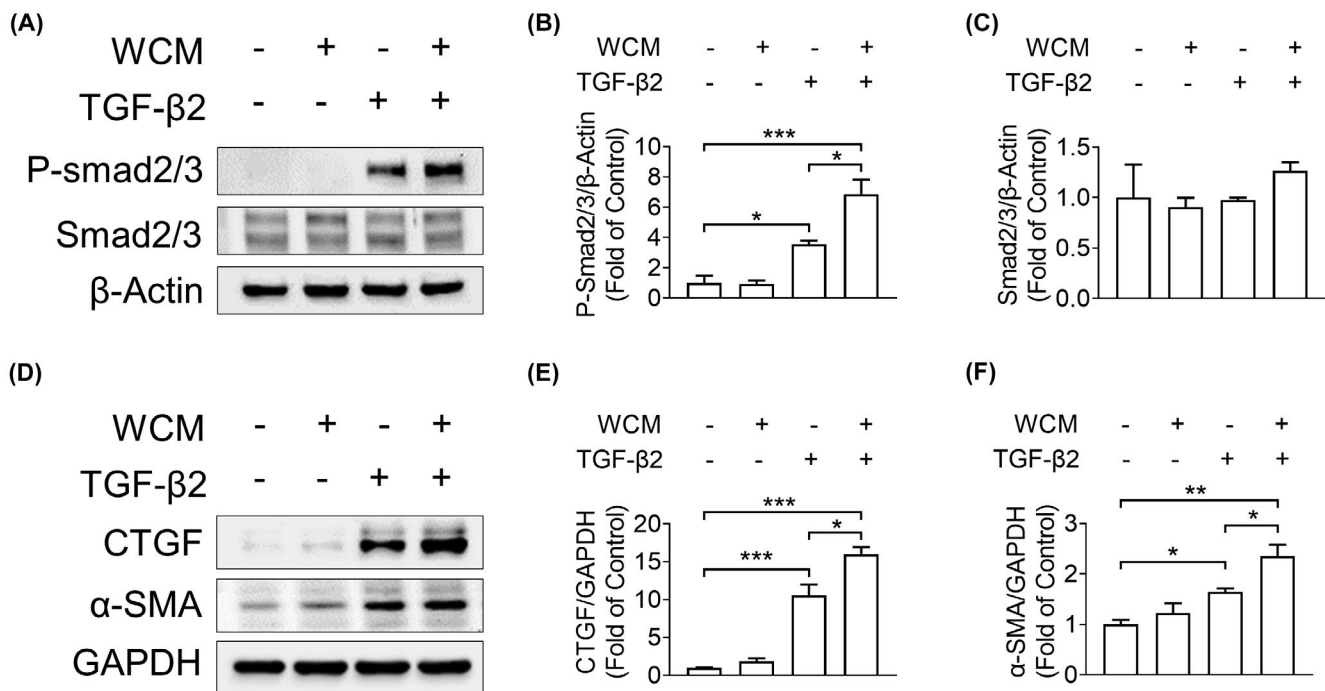 (A)
WCM - + - +
TGF-β2 - - + +
P-smad2/3
Smad2/3
β-Actin
(B)
WCM - + - +
TGF-β2 - - + +
P-Smad2/3/β-Actin
(Fold of Control)
10
8
6
4
2
0
***
*
*
(C)
WCM - + - +
TGF-β2 - - + +
Smad2/3/β-Actin
(Fold of Control)
1.5
1.0
0.5
0.0
(D)
WCM - + - +
TGF-β2 - - + +
CTGF
α-SMA
GAPDH
(E)
WCM - + - +
TGF-β2 - - + +
CTGF/GAPDH
(Fold of Control)
20
15
10
5
0
***
*
***
(F)
WCM - + - +
TGF-β2 - - + +
α-SMA/GAPDH
(Fold of Control)
3
2
1
0
**
*
*